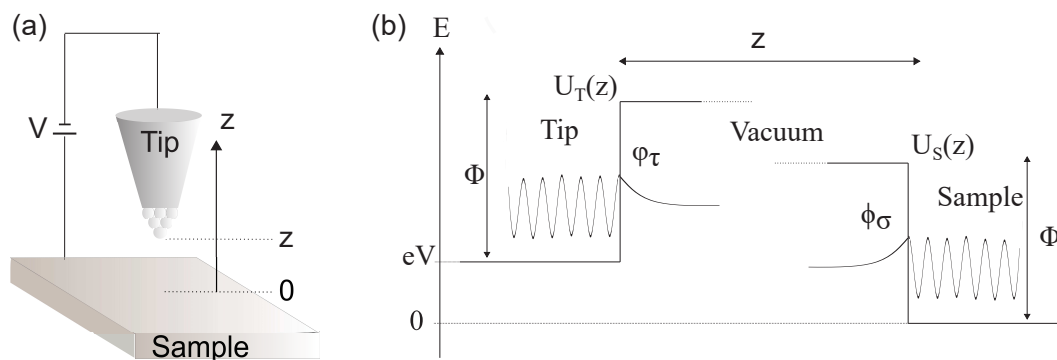 (a)
V
Tip
z
z
0
Sample
(b)
E
z
U_T(z)
Tip
Vacuum
U_S(z)
Φ
φ_τ
Sample
ϕ_σ
Φ
eV
0